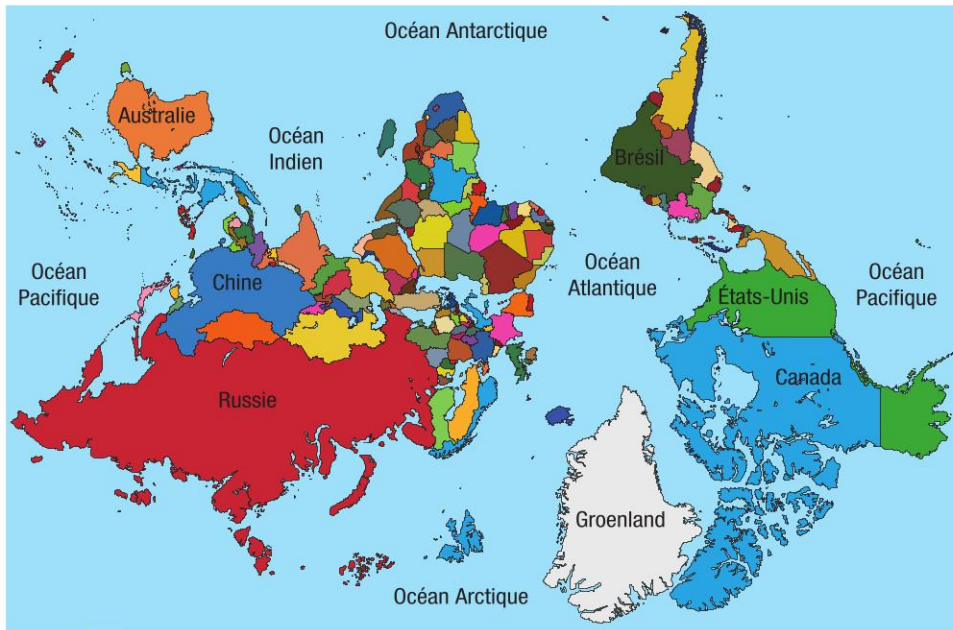 Océan Antarctique
Australie
Océan
Indien
Brésil
Océan
Pacifique
Chine
Océan
Atlantique
États-Unis
Océan
Pacifique
Russie
Canada
Groenland
Océan Arctique